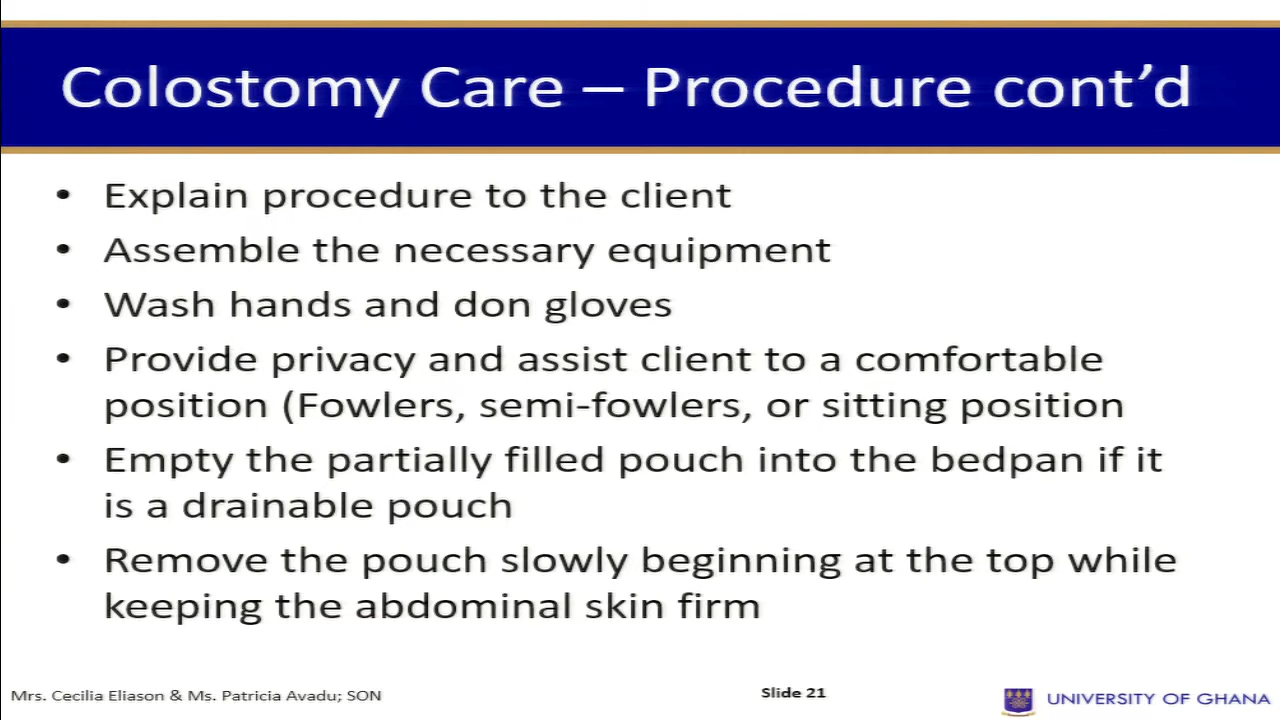 Colostomy Care – Procedure cont’d
• Explain procedure to the client
• Assemble the necessary equipment
• Wash hands and don gloves
• Provide privacy and assist client to a comfortable
position (Fowlers, semi-fowlers, or sitting position
• Empty the partially filled pouch into the bedpan if it
is a drainable pouch
• Remove the pouch slowly beginning at the top while
keeping the abdominal skin firm
Mrs. Cecilia Eliason & Ms. Patricia Avadu; SON
Slide 21
UNIVERSITY OF GHANA